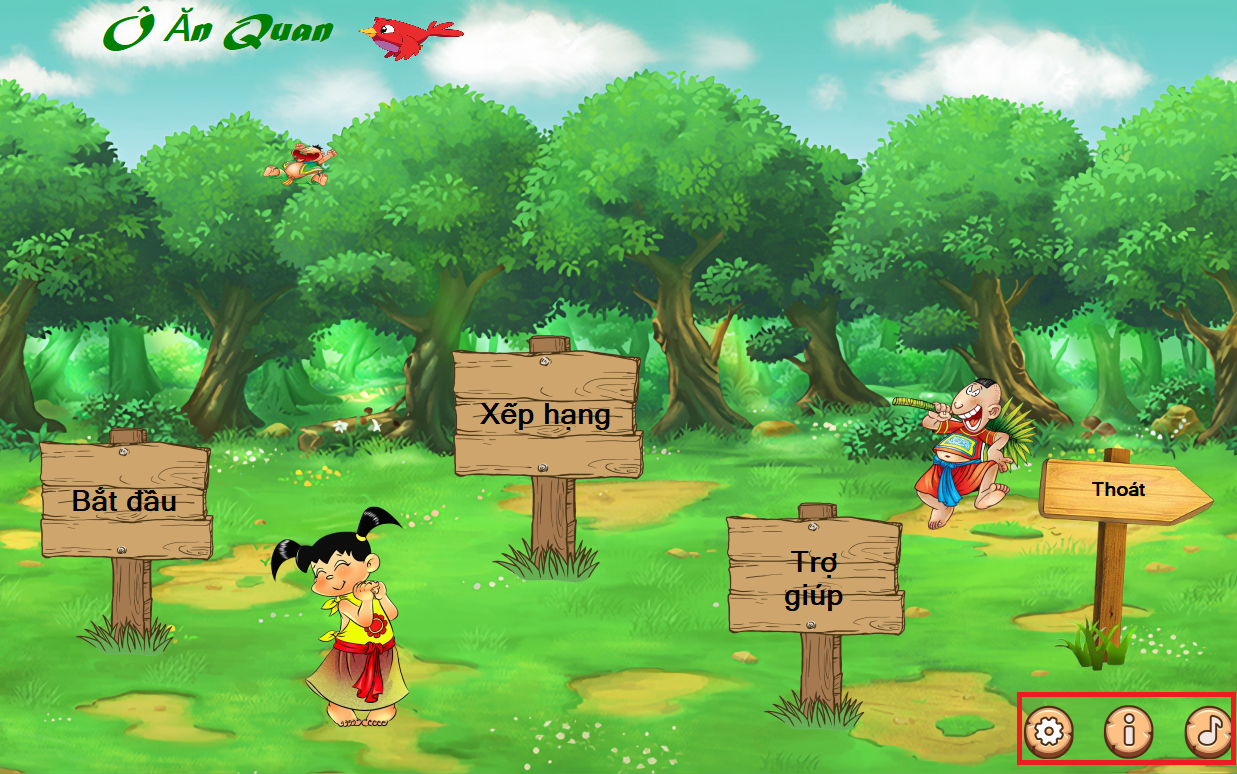 Ô Ăn Quan
Xếp hạng
Bắt đầu
Thoát
Trợ
giúp